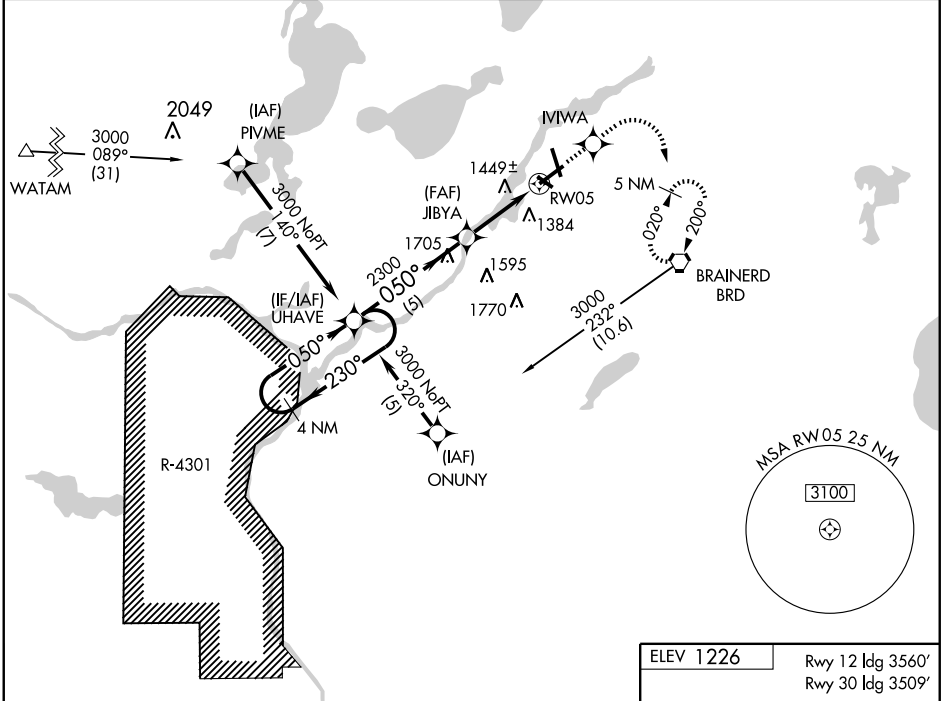 2049
(IAF)
PIVME
3000
089°
(31)
WATAM
IVIWA
1449±
RW05
1384
(FAF)
JIBYA
3000 NoPT
140°
(7)
5 NM
020°
200°
BRAINERD
BRD
1705
1595
1770
2300
050°
(5)
(IF/IAF)
UHAVE
3000
232°
(10.6)
050°
230°
3000 NoPT
320°
(5)
4 NM
(IAF)
ONUNY
R-4301
MSA RW05 25 NM
3100
ELEV 1226
Rwy 12 ldg 3560'
Rwy 30 ldg 3509'